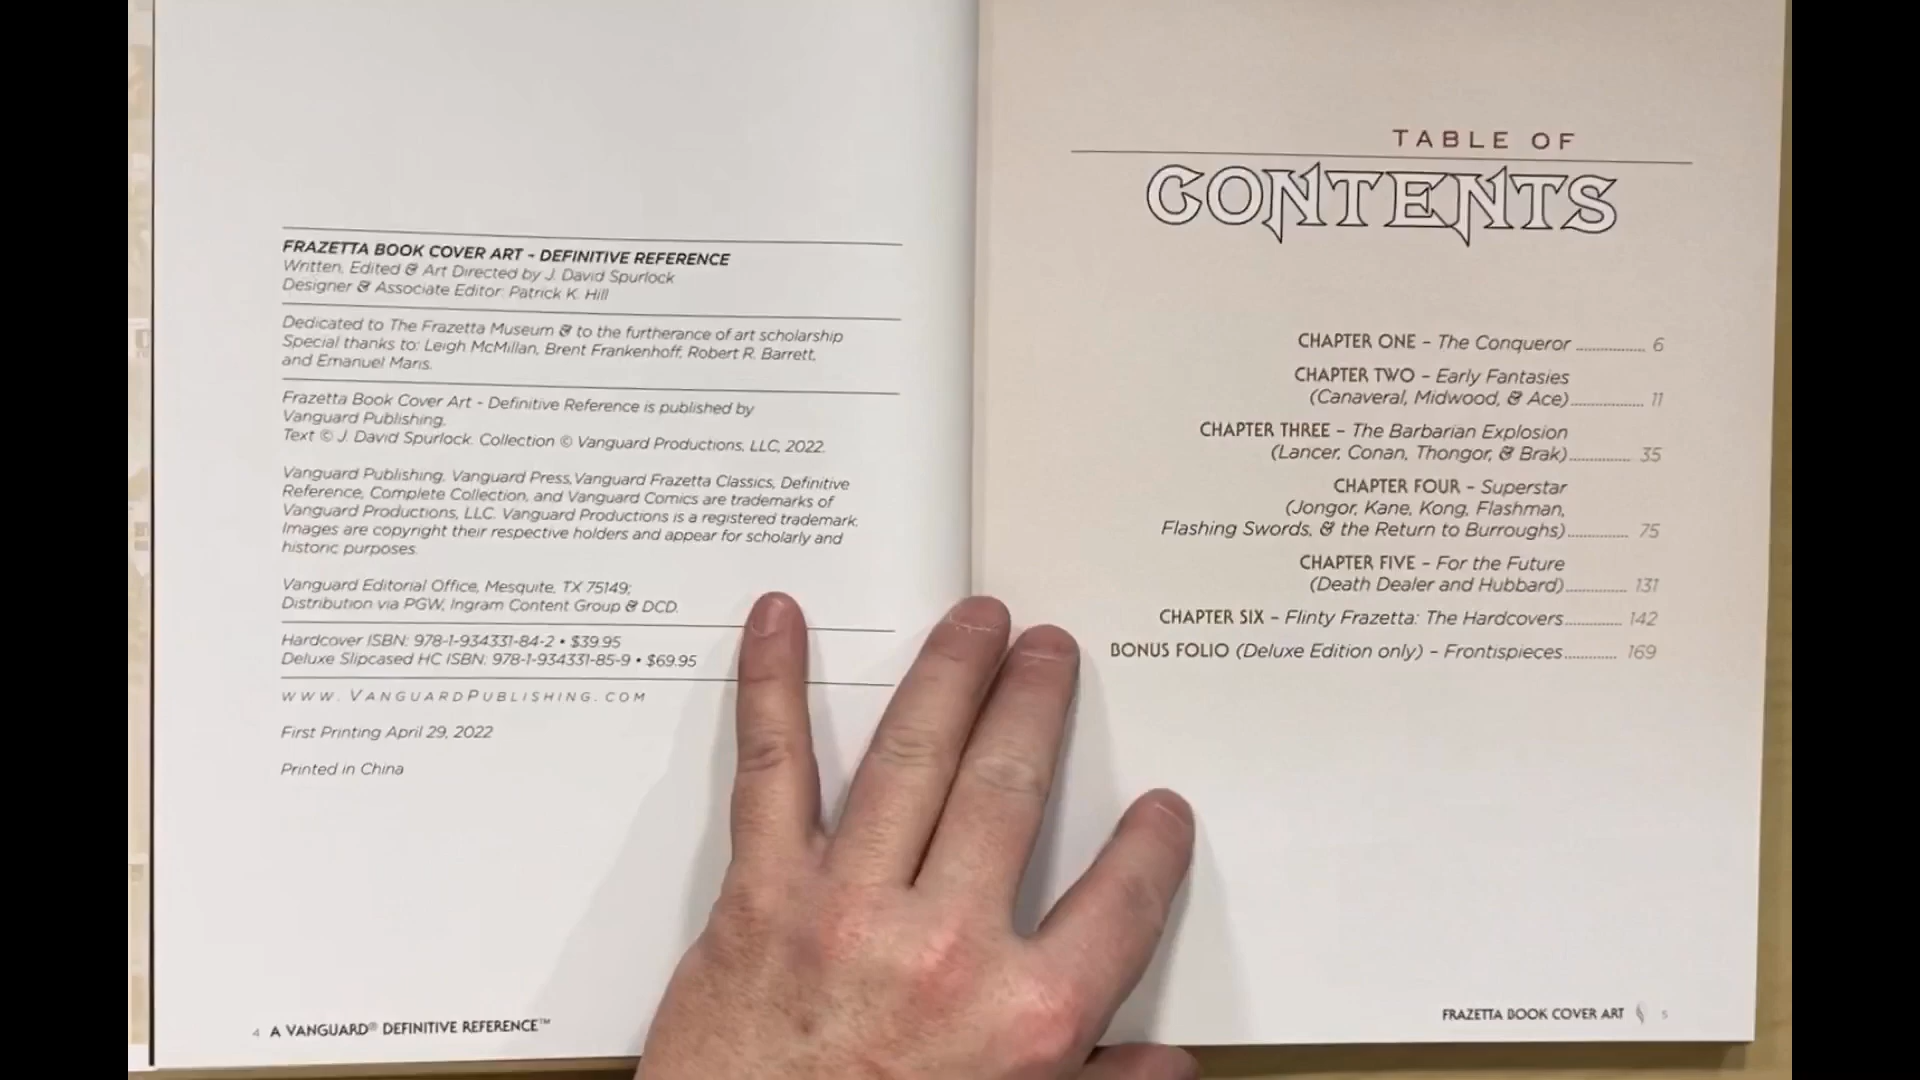 FRAZETTA BOOK COVER ART – DEFINITIVE REFERENCE
Written, Edited & Art Directed by J. David Spurlock
Designer & Associate Editor: Patrick K. Hill
Dedicated to The Frazetta Museum & to the furtherance of art scholarship
Special thanks to: Leigh McMillan, Brent Frankenhoff, Robert R. Barrett,
and Emanuel Maris.
Frazetta Book Cover Art - Definitive Reference is published by
Vanguard Publishing.
Text © J. David Spurlock. Collection © Vanguard Productions, LLC, 2022.
Vanguard Publishing, Vanguard Press, Vanguard Frazetta Classics, Definitive
Reference, Complete Collection, and Vanguard Comics are trademarks of
Vanguard Productions, LLC. Vanguard Productions is a registered trademark.
Images are copyright their respective holders and appear for scholarly and
historic purposes.
Vanguard Editorial Office, Mesquite, TX 75149;
Distribution via PGW, Ingram Content Group & DCD.
Hardcover ISBN: 978-1-934331-84-2 • $39.95
Deluxe Slipcased HC ISBN: 978-1-934331-85-9 • $69.95
WWW.VANGUARDPUBLISHING.COM
First Printing April 29, 2022
Printed in China
4 A VANGUARD® DEFINITIVE REFERENCE™
TABLE OF
CONTENTS
CHAPTER ONE – The Conqueror ................ 6
CHAPTER TWO – Early Fantasies
(Canaveral, Midwood, & Ace)................. 11
CHAPTER THREE – The Barbarian Explosion
(Lancer, Conan, Thongor, & Brak).............. 35
CHAPTER FOUR – Superstar
(Jongor, Kane, Kong, Flashman,
Flashing Swords, & the Return to Burroughs)............... 75
CHAPTER FIVE – For the Future
(Death Dealer and Hubbard)............... 131
CHAPTER SIX – Flinty Frazetta: The Hardcovers............. 142
BONUS FOLIO (Deluxe Edition only) – Frontispieces............ 169
FRAZETTA BOOK COVER ART 5